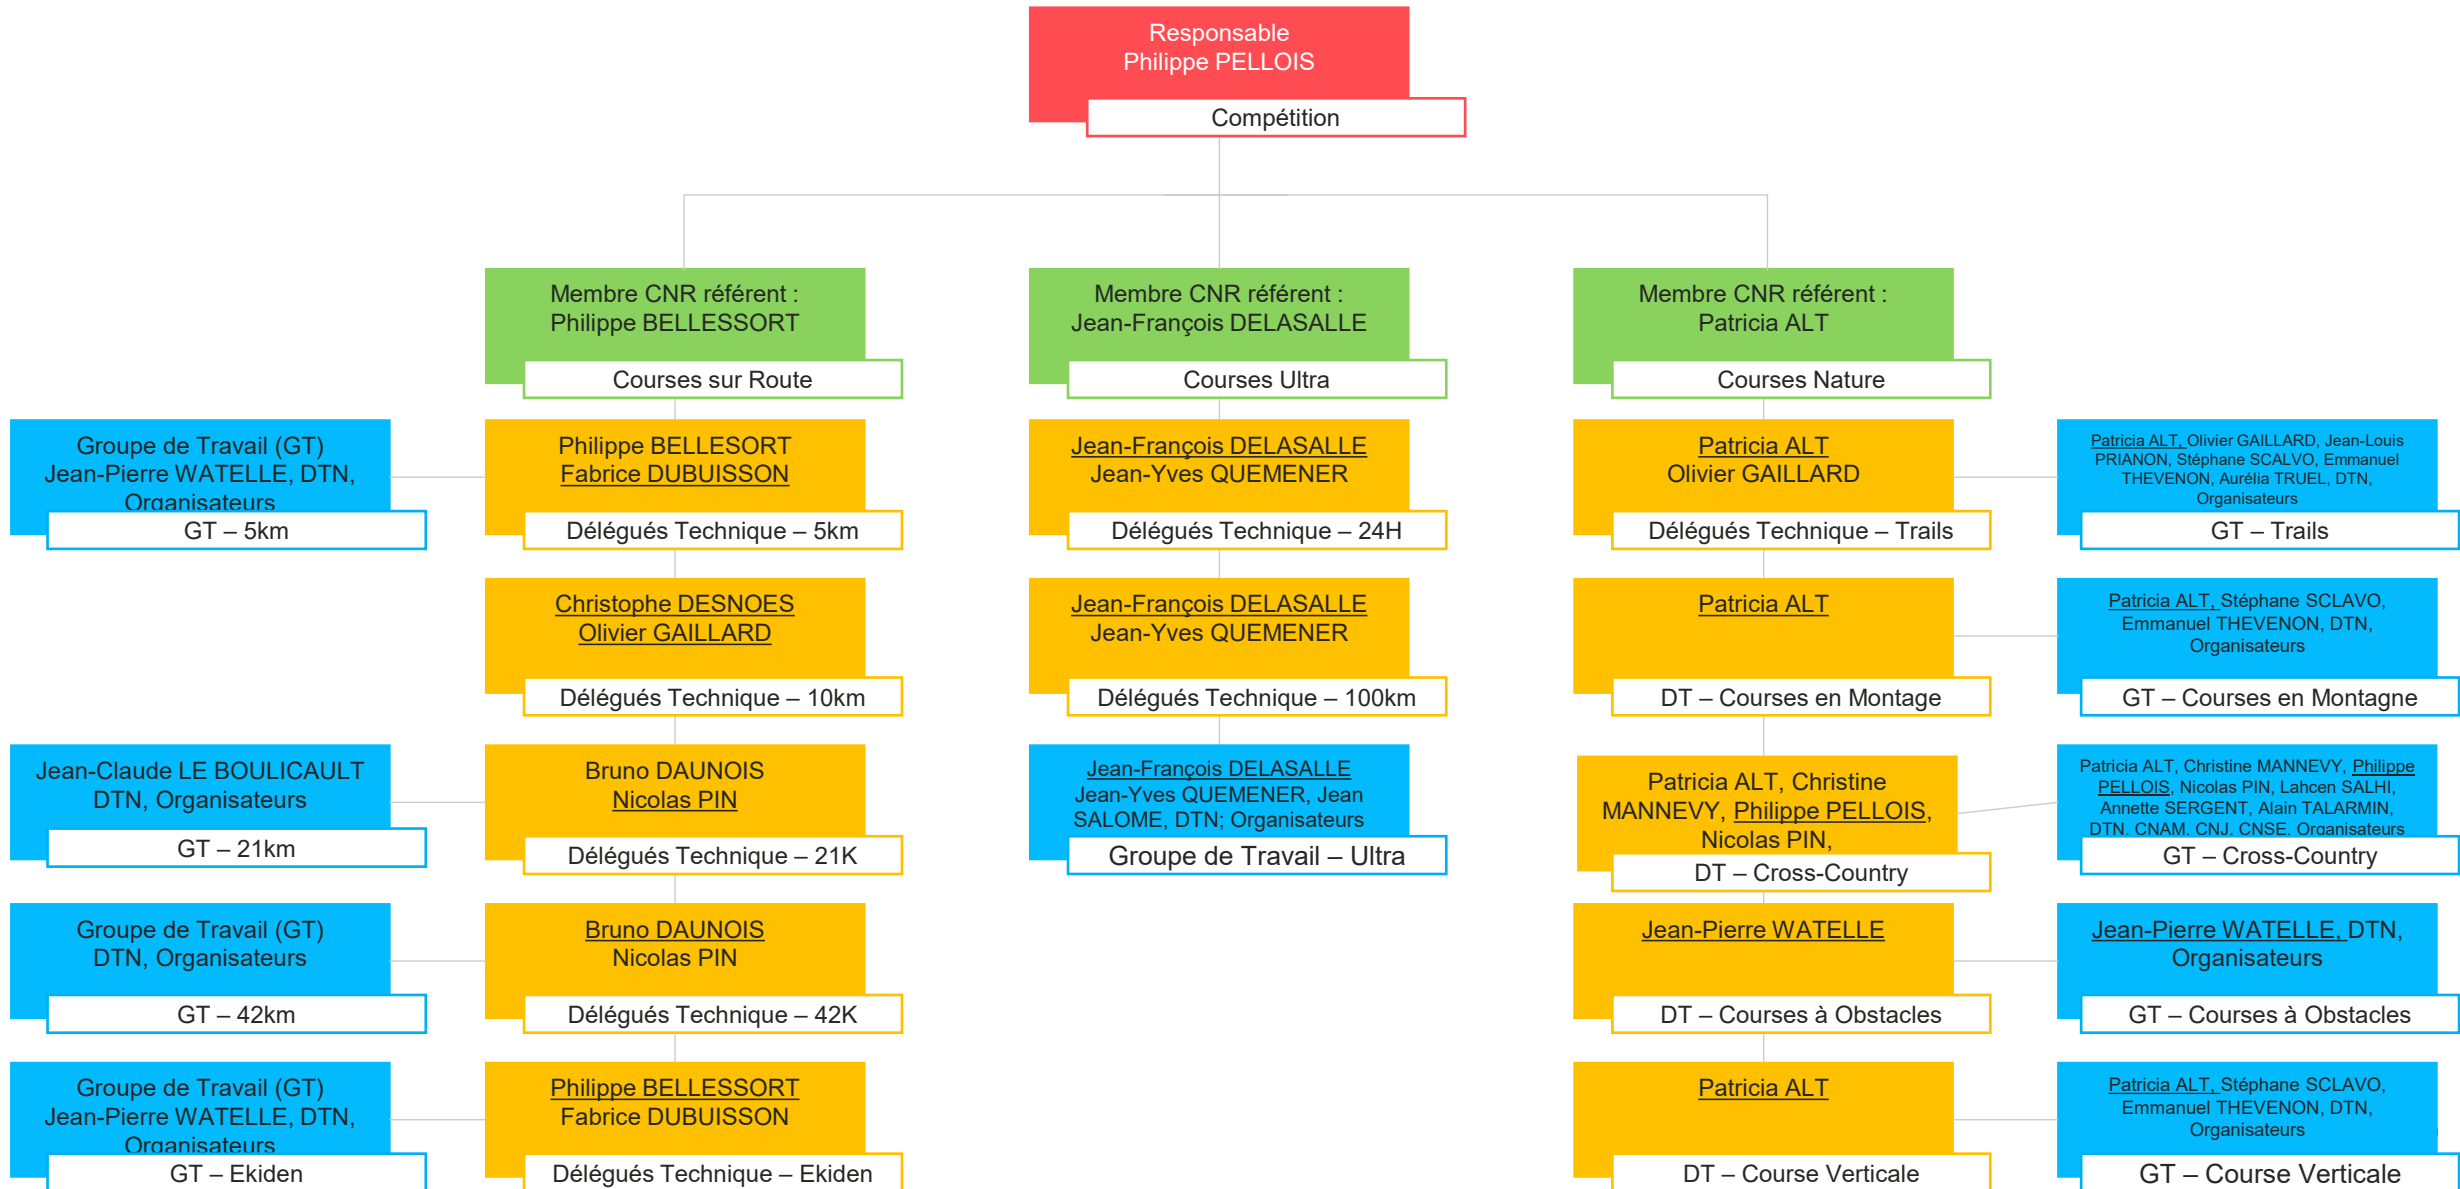 Responsable
Philippe PELLOIS
Compétition
Membre CNR référent :
Philippe BELLESSORT
Courses sur Route
Membre CNR référent :
Jean-François DELASALLE
Courses Ultra
Membre CNR référent :
Patricia ALT
Courses Nature
Groupe de Travail (GT)
Jean-Pierre WATELLE, DTN,
Organisateurs
GT – 5km
Philippe BELLESORT
Fabrice DUBUISSON
Délégués Technique – 5km
Jean-François DELASALLE
Jean-Yves QUEMENER
Délégués Technique – 24H
Patricia ALT
Olivier GAILLARD
Délégués Technique – Trails
Patricia ALT, Olivier GAILLARD, Jean-Louis
PRIANON, Stéphane SCALVO, Emmanuel
THEVENON, Aurélia TRUEL, DTN,
Organisateurs
GT – Trails
Christophe DESNOES
Olivier GAILLARD
Délégués Technique – 10km
Jean-François DELASALLE
Jean-Yves QUEMENER
Délégués Technique – 100km
Patricia ALT
DT – Courses en Montage
Patricia ALT, Stéphane SCLAVO,
Emmanuel THEVENON, DTN,
Organisateurs
GT – Courses en Montagne
Jean-Claude LE BOULICAULT
DTN, Organisateurs
GT – 21km
Bruno DAUNOIS
Nicolas PIN
Délégués Technique – 21K
Jean-François DELASALLE
Jean-Yves QUEMENER, Jean
SALOME, DTN; Organisateurs
Groupe de Travail – Ultra
Patricia ALT, Christine
MANNEVY, Philippe PELLOIS,
Nicolas PIN,
DT – Cross-Country
Patricia ALT, Christine MANNEVY, Philippe
PELLOIS, Nicolas PIN, Lahcen SALHI,
Annette SERGENT, Alain TALARMIN,
DTN, CNAM, CNJ, CNSE, Organisateurs
GT – Cross-Country
Groupe de Travail (GT)
DTN, Organisateurs
GT – 42km
Bruno DAUNOIS
Nicolas PIN
Délégués Technique – 42K
Jean-Pierre WATELLE
DT – Courses à Obstacles
Jean-Pierre WATELLE, DTN,
Organisateurs
GT – Courses à Obstacles
Groupe de Travail (GT)
Jean-Pierre WATELLE, DTN,
Organisateurs
GT – Ekiden
Philippe BELLESSORT
Fabrice DUBUISSON
Délégués Technique – Ekiden
Patricia ALT
DT – Course Verticale
Patricia ALT, Stéphane SCLAVO,
Emmanuel THEVENON, DTN,
Organisateurs
GT – Course Verticale